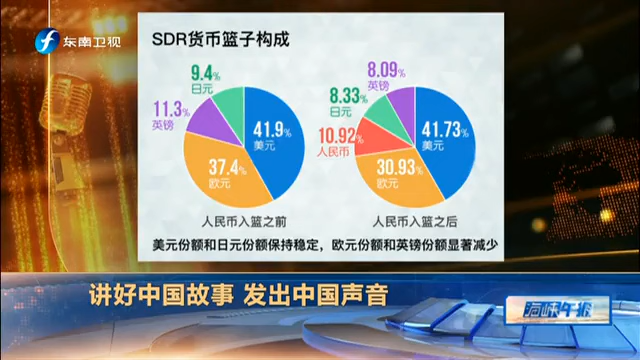 东南卫视
SDR货币篮子构成
9.4%
日元
11.3%
英镑
41.9%
美元
37.4%
欧元
人民币入篮之前
8.09%
英镑
8.33%
日元
10.92%
人民币
41.73%
美元
30.93%
欧元
人民币入篮之后
美元份额和日元份额保持稳定，欧元份额和英镑份额显著减少
讲好中国故事 发出中国声音
海峡午报